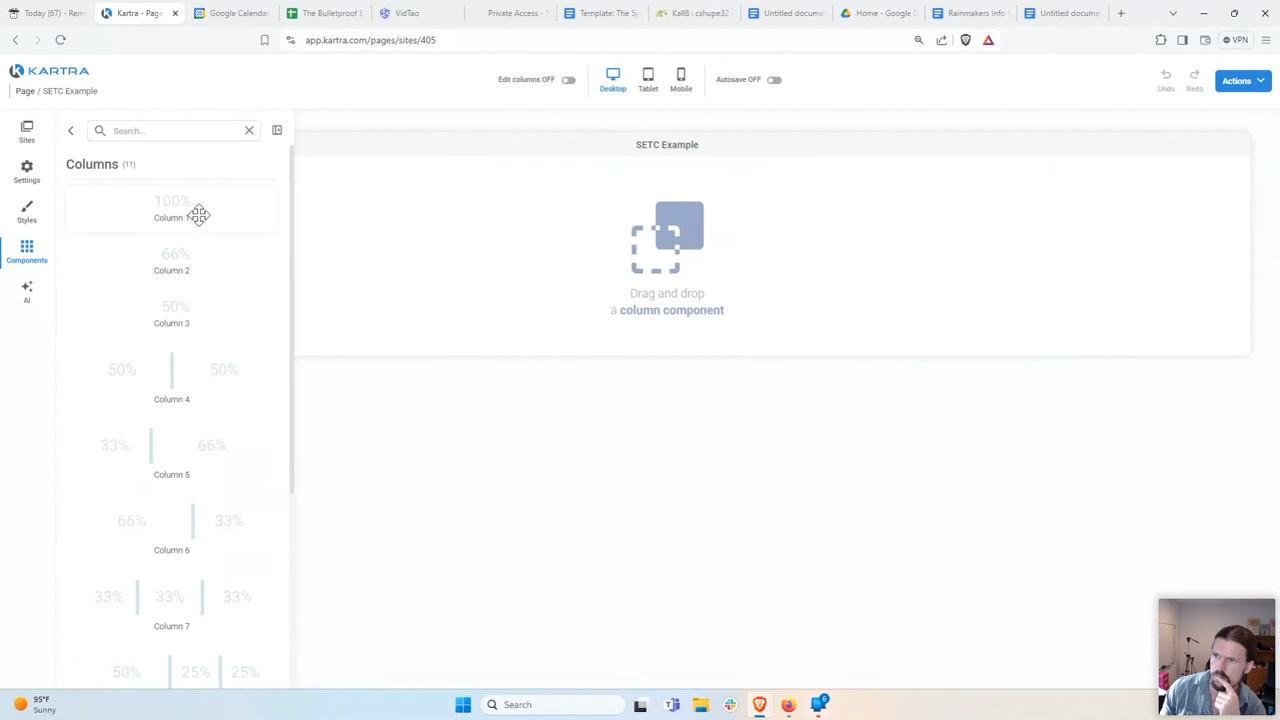 Today (67) - Remi
Kartra - Page
Google Calendar
The Bulletproof E
VidTao
Private Access - T
Template: The Sy
Kall8 : cshupe32
Untitled docume
Home - Google D
Rainmakers Info
Untitled docume
app.kartra.com/pages/sites/405
VPN
KARTRA
Page / SETC Example
Edit columns OFF
Desktop
Tablet
Mobile
Autosave OFF
Undo
Redo
Actions
Sites
Settings
Styles
Components
AI
Search...
Columns (11)
100%
Column 1
66%
Column 2
50%
Column 3
50% 50%
Column 4
33% 66%
Column 5
66% 33%
Column 6
33% 33% 33%
Column 7
50% 25% 25%
SETC Example
Drag and drop
a column component
95°F
Sunny
Search
6